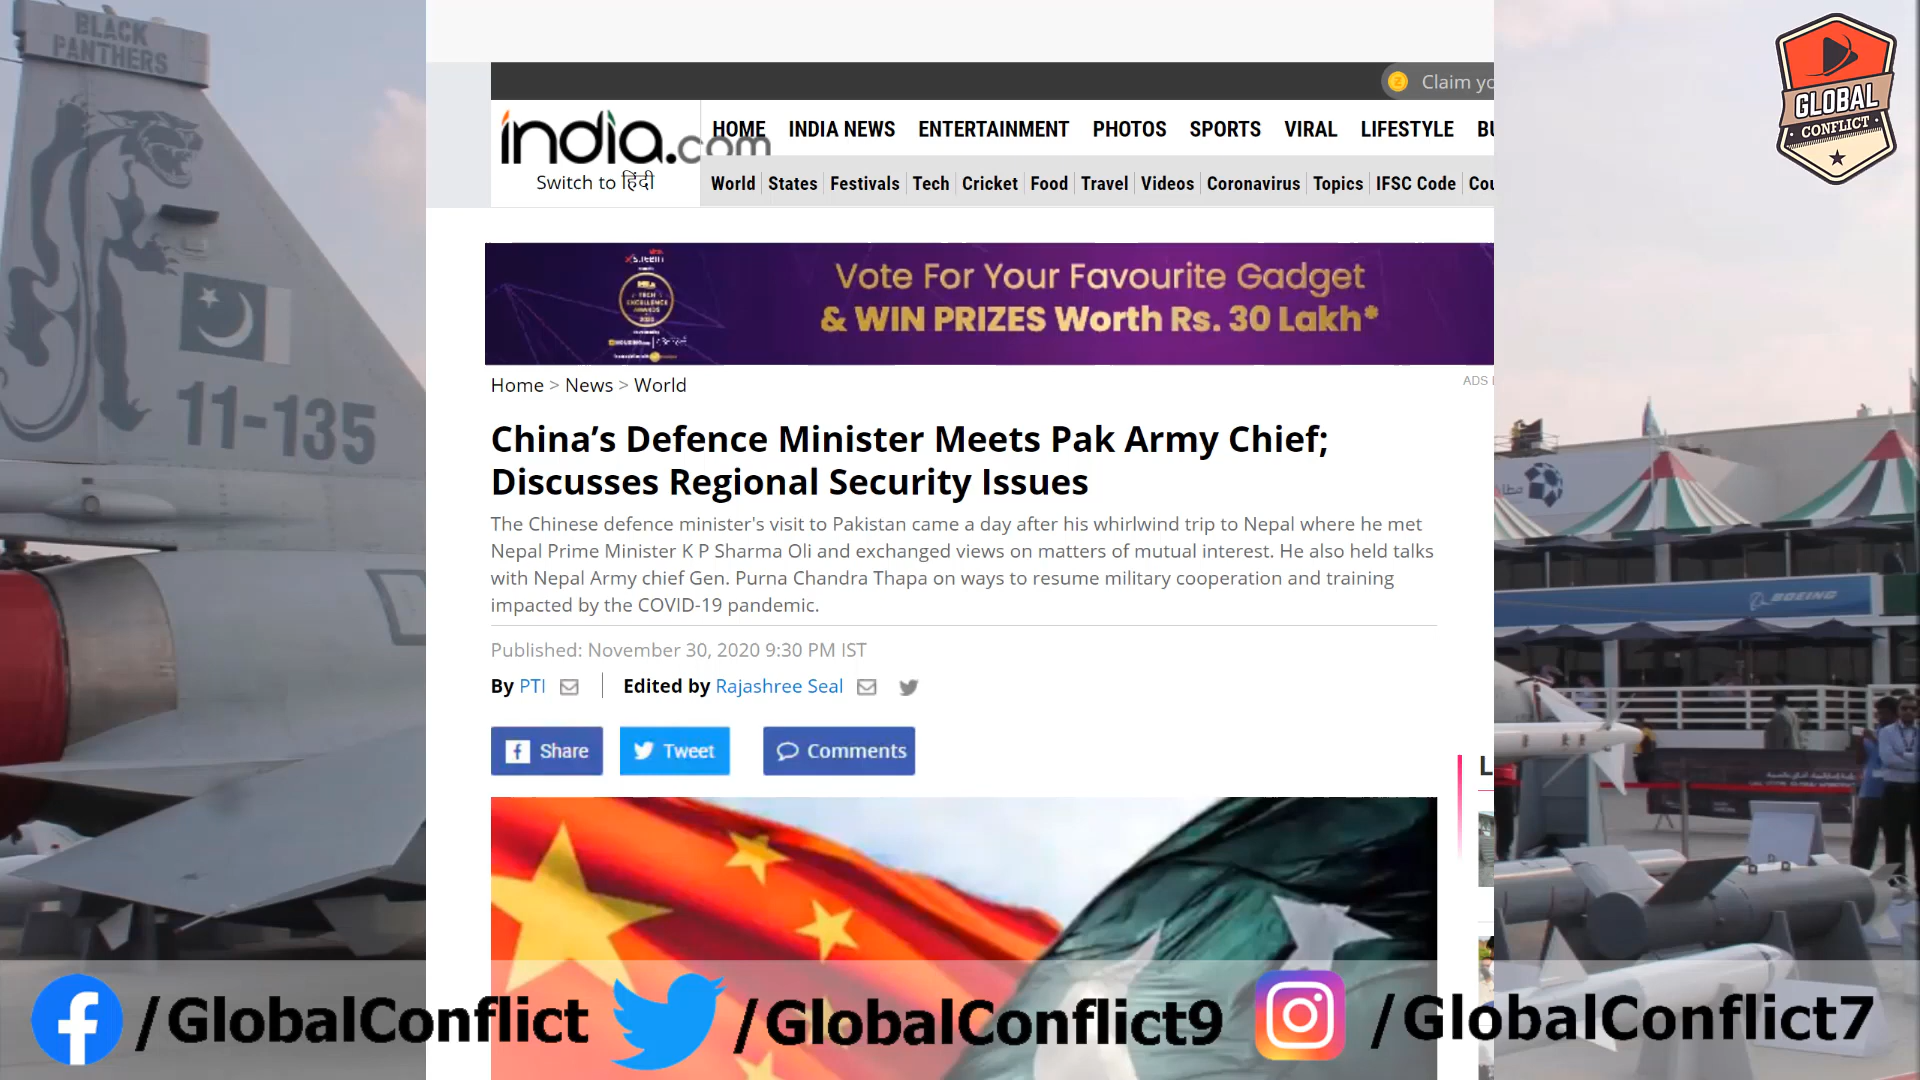 BLACK
PANTHERS
11-135
GLOBAL
CONFLICT
Claim yo
india.com
Switch to हिंदी
HOME INDIA NEWS ENTERTAINMENT PHOTOS SPORTS VIRAL LIFESTYLE BU
World States Festivals Tech Cricket Food Travel Videos Coronavirus Topics IFSC Code Cou
TECH
EXCELLENCE
AWARDS
2020
Vote For Your Favourite Gadget
& WIN PRIZES Worth Rs. 30 Lakh*
Home > News > World
ADS
China's Defence Minister Meets Pak Army Chief;
Discusses Regional Security Issues
The Chinese defence minister's visit to Pakistan came a day after his whirlwind trip to Nepal where he met
Nepal Prime Minister K P Sharma Oli and exchanged views on matters of mutual interest. He also held talks
with Nepal Army chief Gen. Purna Chandra Thapa on ways to resume military cooperation and training
impacted by the COVID-19 pandemic.
Published: November 30, 2020 9:30 PM IST
By PTI Edited by Rajashree Seal
Share Tweet Comments
L
BOEING
/GlobalConflict /GlobalConflict9 /GlobalConflict7